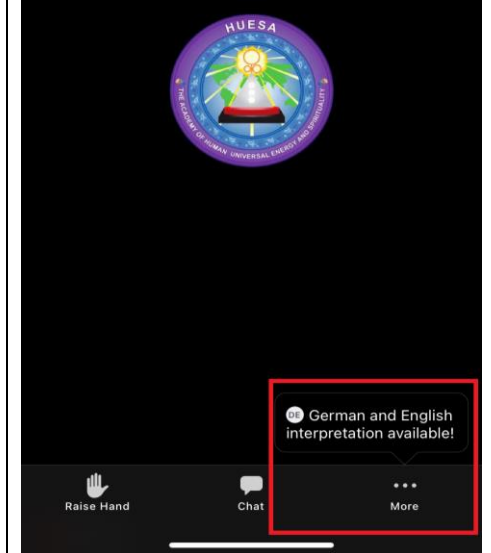 HUESA
THE ACADEMY OF HUMAN UNIVERSAL ENERGY AND SPIRITUALITY
DE German and English
interpretation available!
Raise Hand
Chat
More